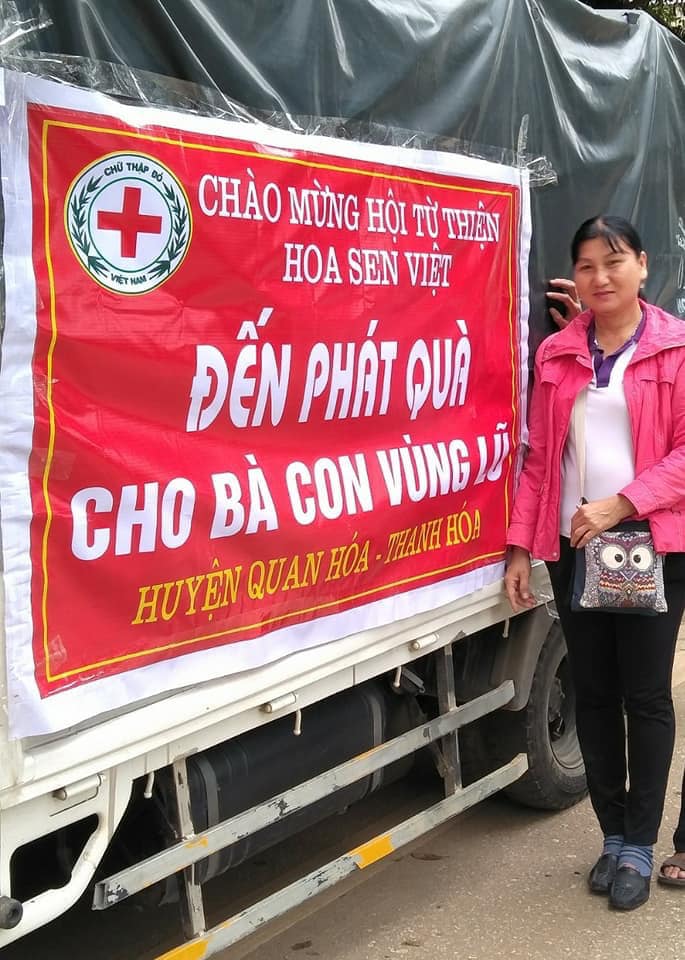 CHỮ THẬP ĐỎ
VIỆT NAM
CHÀO MỪNG HỘI TỪ THIỆN
HOA SEN VIỆT
ĐẾN PHÁT QUÀ
CHO BÀ CON VÙNG LŨ
HUYỆN QUAN HÓA - THANH HÓA